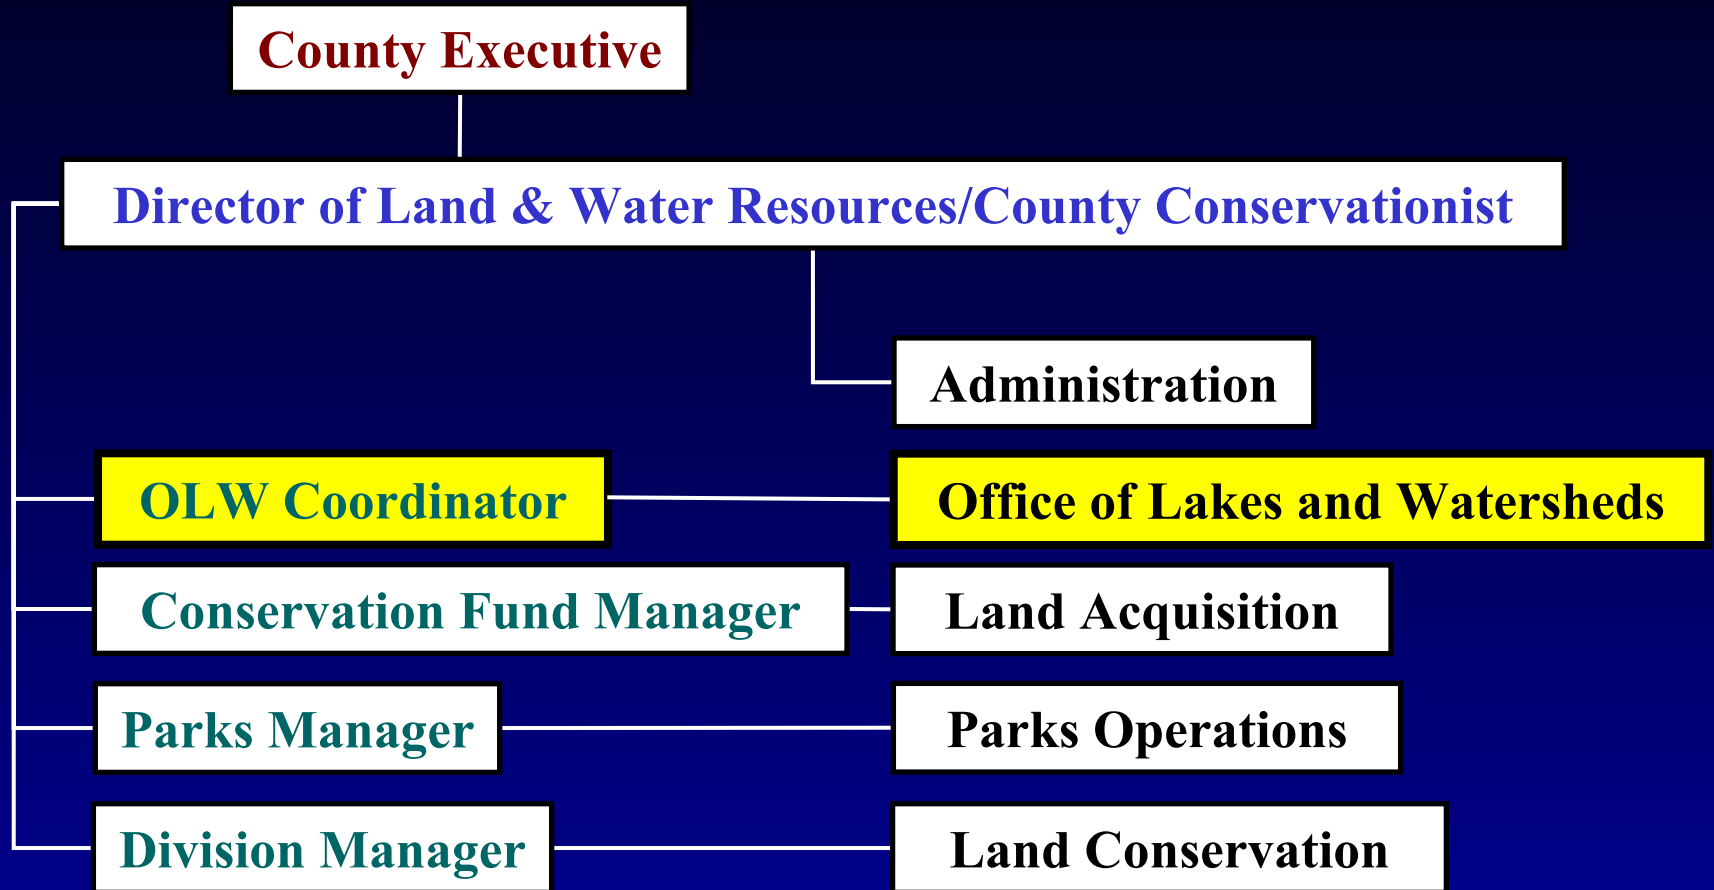 County Executive
Director of Land & Water Resources/County Conservationist
Administration
OLW Coordinator
Office of Lakes and Watersheds
Conservation Fund Manager
Land Acquisition
Parks Manager
Parks Operations
Division Manager
Land Conservation